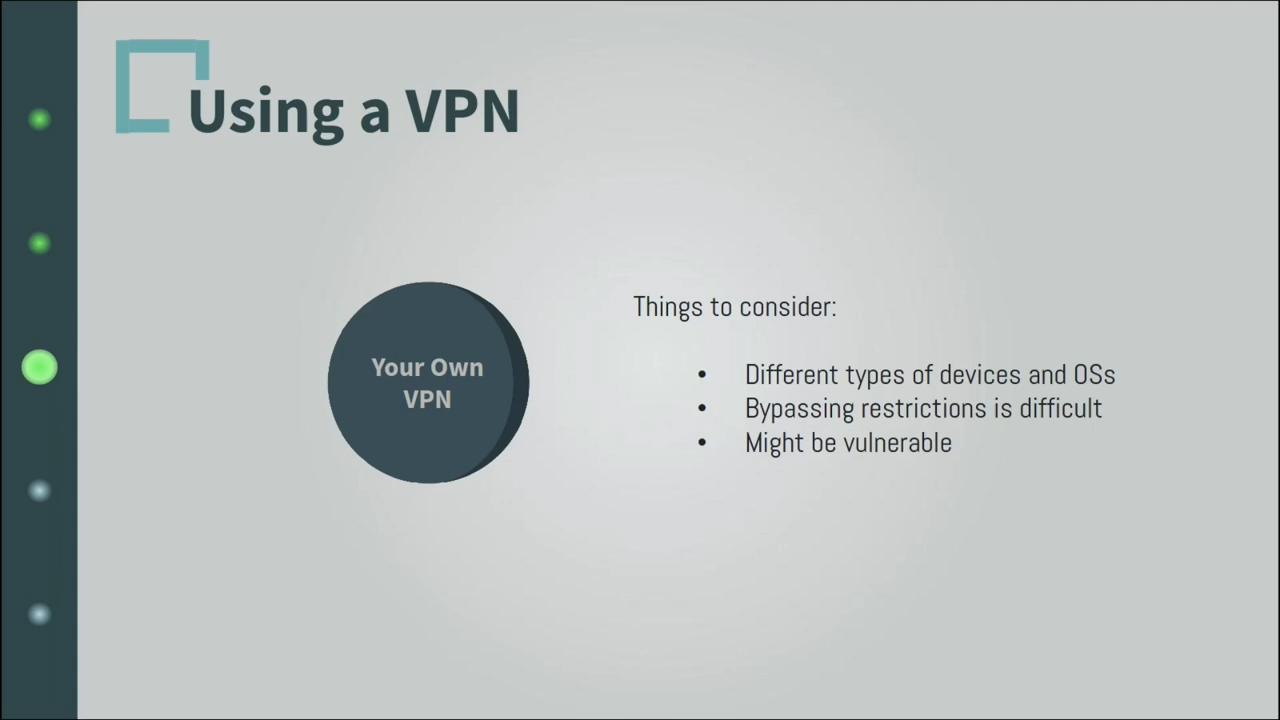 Using a VPN
Your Own
VPN
Things to consider:
• Different types of devices and OSs
• Bypassing restrictions is difficult
• Might be vulnerable